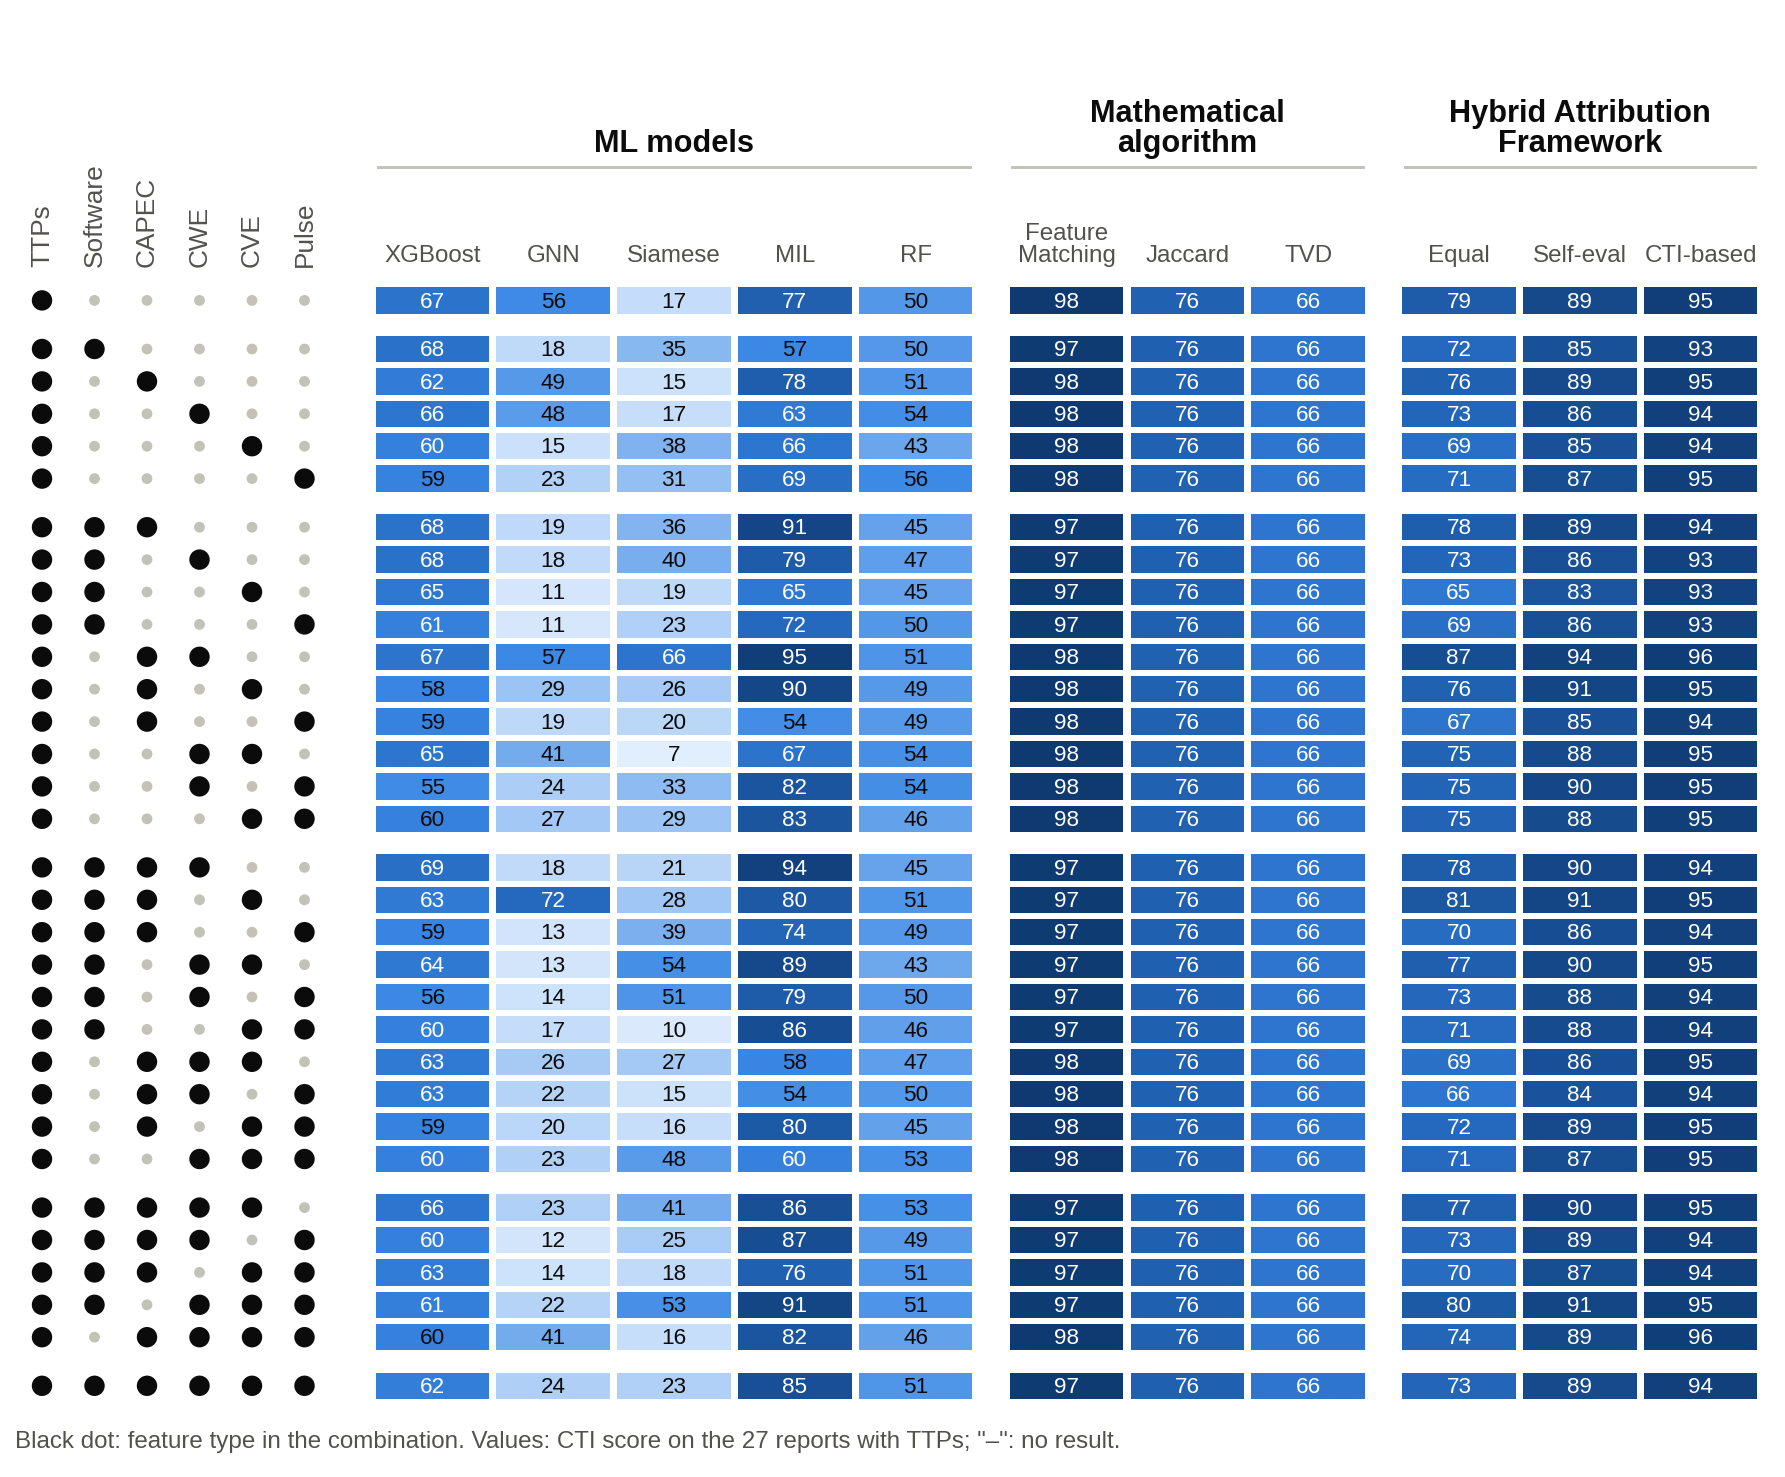 Mathematical
algorithm
Hybrid Attribution
Framework
ML models
TTPs
Software
CAPEC
CWE
CVE
Pulse
XGBoost GNN Siamese MIL RF
Feature
Matching
Jaccard TVD
Equal Self-eval CTI-based
67 56 17 77 50 98 76 66 79 89 95
68 18 35 57 50 97 76 66 72 85 93
62 49 15 78 51 98 76 66 76 89 95
66 48 17 63 54 98 76 66 73 86 94
60 15 38 66 43 98 76 66 69 85 94
59 23 31 69 56 98 76 66 71 87 95
68 19 36 91 45 97 76 66 78 89 94
68 18 40 79 47 97 76 66 73 86 93
65 11 19 65 45 97 76 66 65 83 93
61 11 23 72 50 97 76 66 69 86 93
67 57 66 95 51 98 76 66 87 94 96
58 29 26 90 49 98 76 66 76 91 95
59 19 20 54 49 98 76 66 67 85 94
65 41 7 67 54 98 76 66 75 88 95
55 24 33 82 54 98 76 66 75 90 95
60 27 29 83 46 98 76 66 75 88 95
69 18 21 94 45 97 76 66 78 90 94
63 72 28 80 51 97 76 66 81 91 95
59 13 39 74 49 97 76 66 70 86 94
64 13 54 89 43 97 76 66 77 90 95
56 14 51 79 50 97 76 66 73 88 94
60 17 10 86 46 97 76 66 71 88 94
63 26 27 58 47 98 76 66 69 86 95
63 22 15 54 50 98 76 66 66 84 94
59 20 16 80 45 98 76 66 72 89 95
60 23 48 60 53 98 76 66 71 87 95
66 23 41 86 53 97 76 66 77 90 95
60 12 25 87 49 97 76 66 73 89 94
63 14 18 76 51 97 76 66 70 87 94
61 22 53 91 51 97 76 66 80 91 95
60 41 16 82 46 98 76 66 74 89 96
62 24 23 85 51 97 76 66 73 89 94
Black dot: feature type in the combination. Values: CTI score on the 27 reports with TTPs; "–": no result.